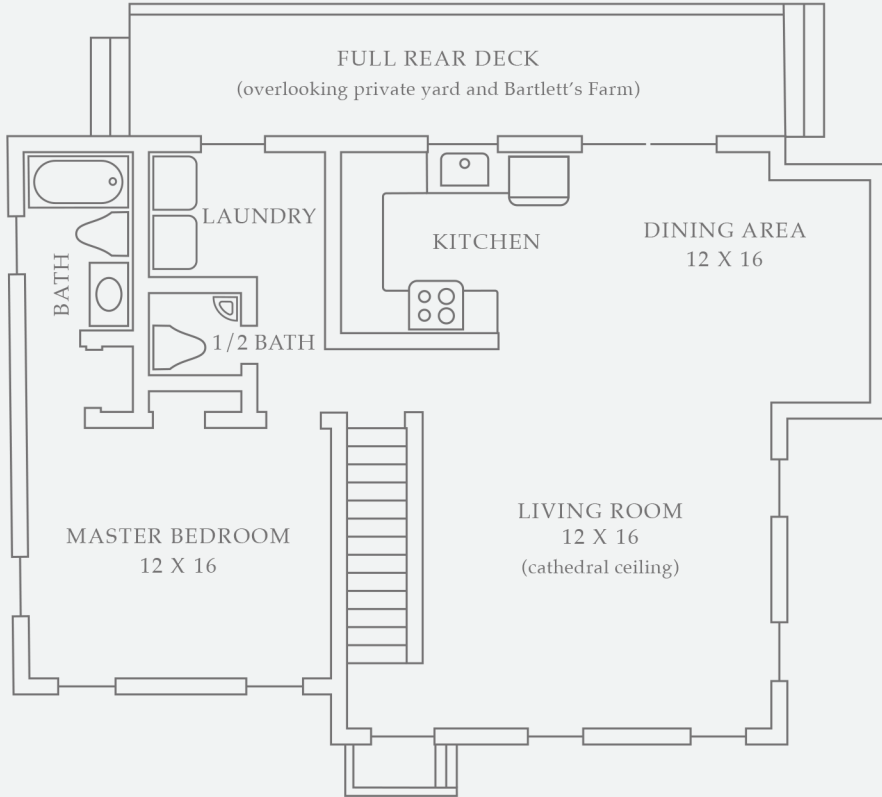 FULL REAR DECK
(overlooking private yard and Bartlett's Farm)
LAUNDRY
KITCHEN
DINING AREA
12 X 16
BATH
1/2 BATH
MASTER BEDROOM
12 X 16
LIVING ROOM
12 X 16
(cathedral ceiling)